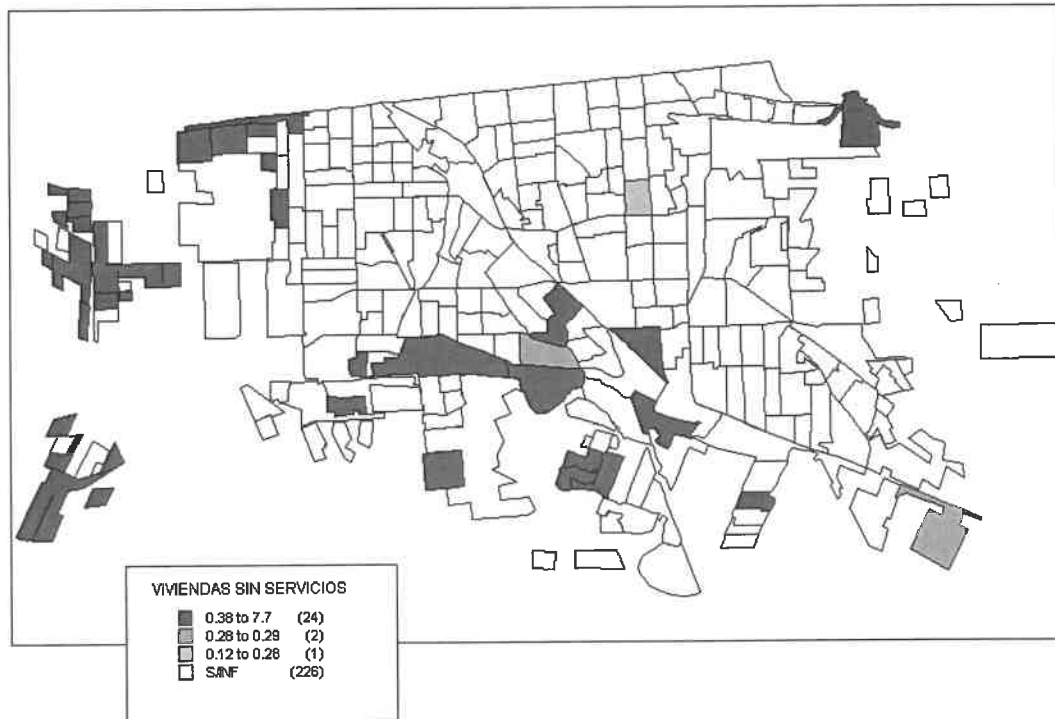 VIVIENDAS SIN SERVICIOS
0.38 to 7.7 (24)
0.28 to 0.29 (2)
0.12 to 0.28 (1)
S/INF (226)